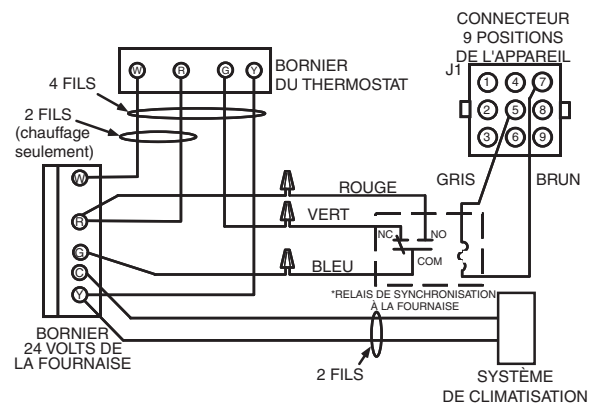 CONNECTEUR
9 POSITIONS
DE L'APPAREIL
J1
1 4 7
2 5 8
3 6 9
W R G Y
BORNIER
DU THERMOSTAT
4 FILS
2 FILS
(chauffage
seulement)
GRIS
BRUN
W
R
G
C
Y
ROUGE
VERT
BLEU
NC
NO
COM
*RELAIS DE SYNCHRONISATION
À LA FOURNAISE
BORNIER
24 VOLTS DE
LA FOURNAISE
2 FILS
SYSTÈME
DE CLIMATISATION